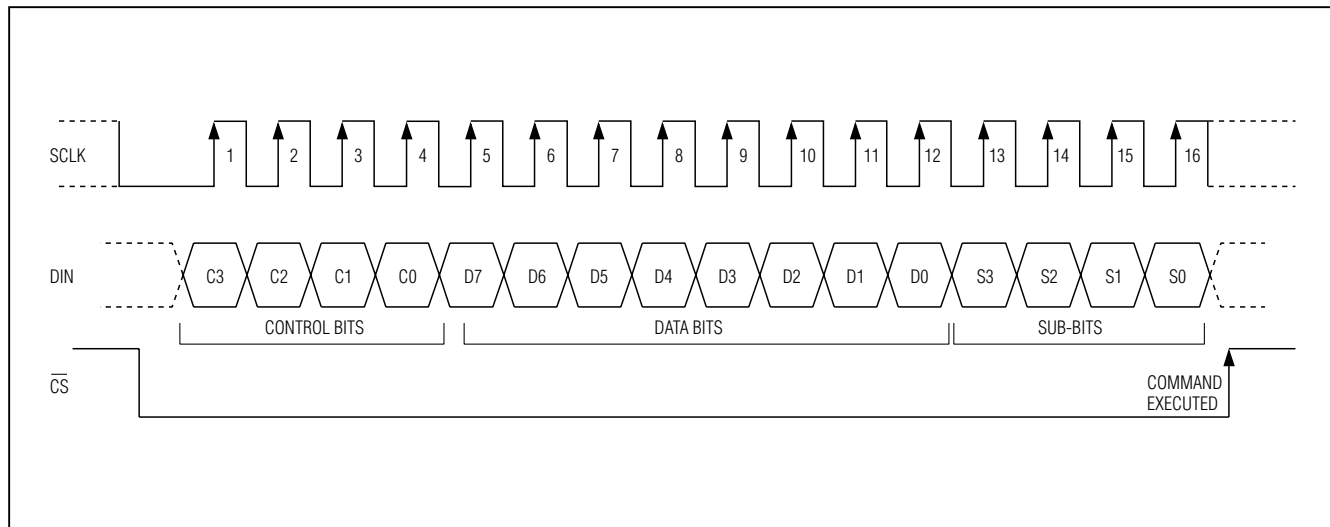 SCLK 1 2 3 4 5 6 7 8 9 10 11 12 13 14 15 16
DIN C3 C2 C1 C0 D7 D6 D5 D4 D3 D2 D1 D0 S3 S2 S1 S0
CONTROL BITS DATA BITS SUB-BITS
CS COMMAND
EXECUTED